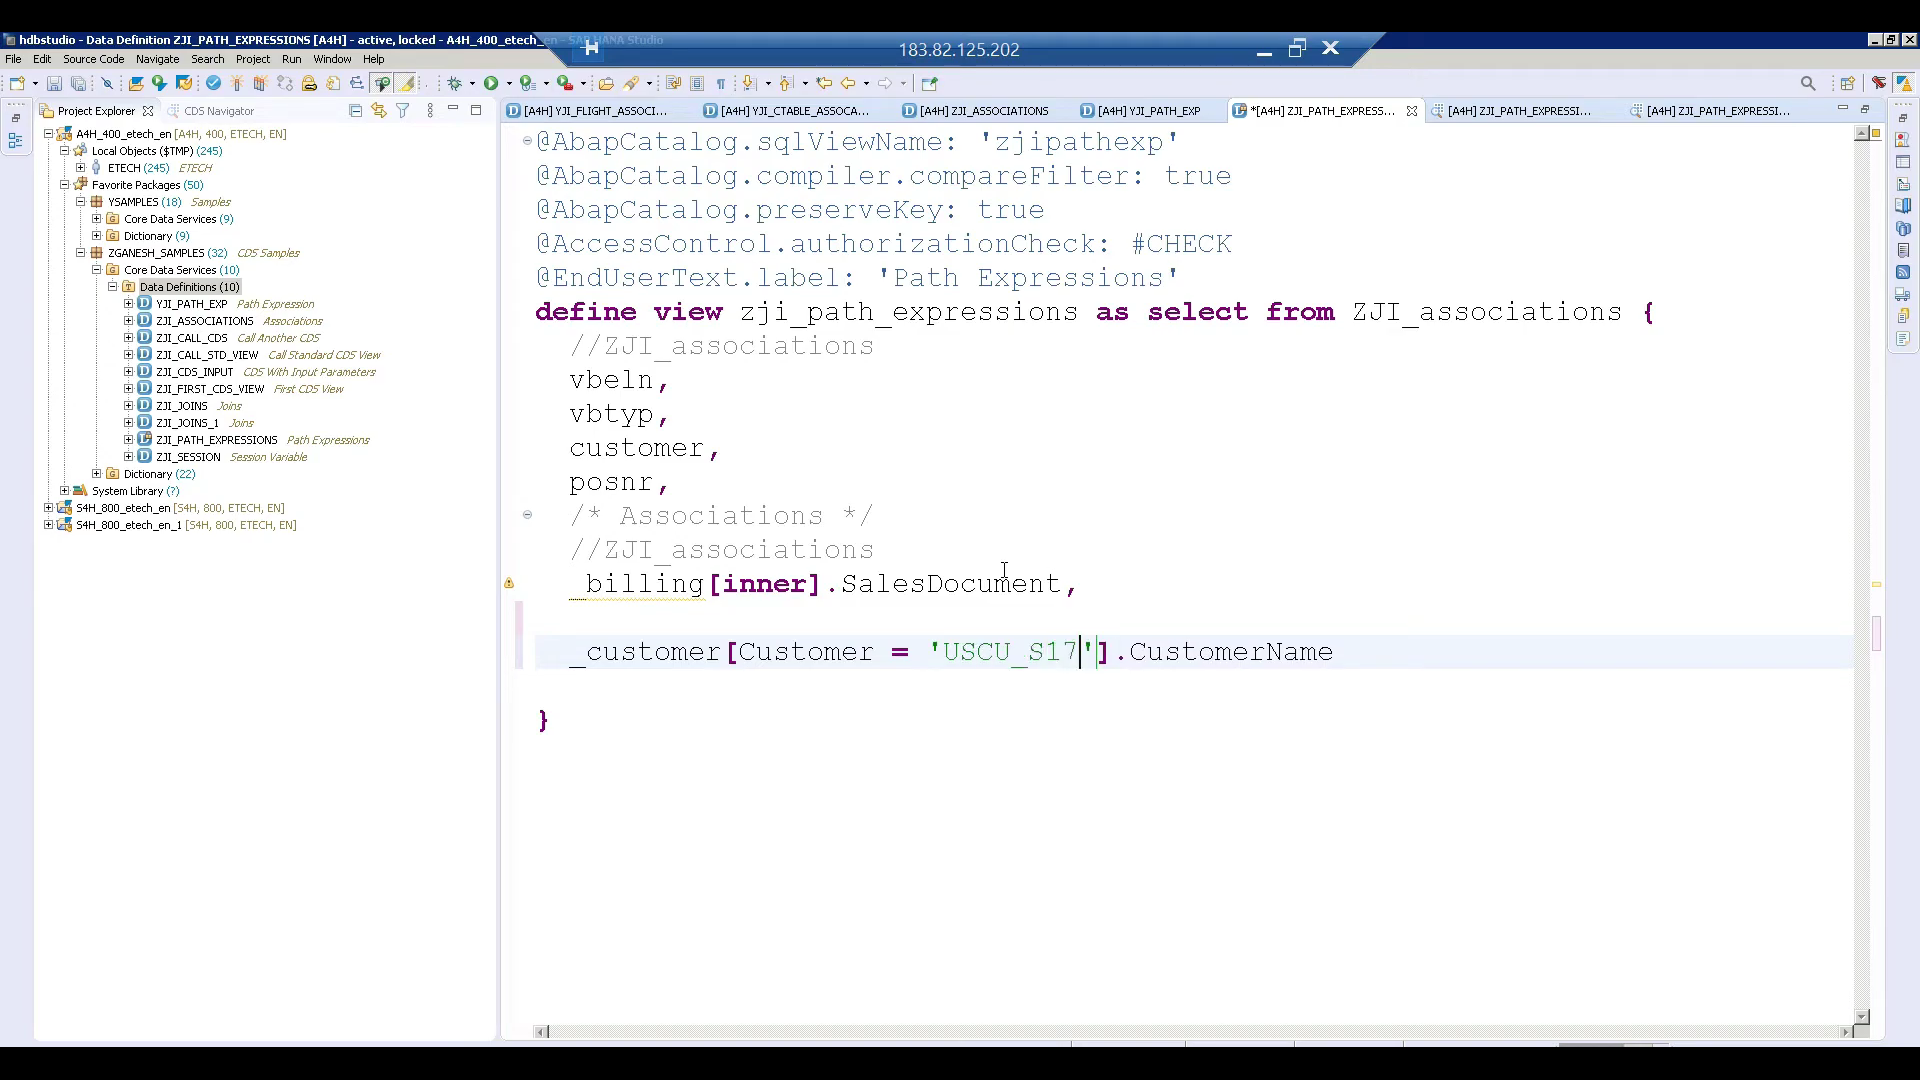 hdbstudio - Data Definition ZJI_PATH_EXPRESSIONS [A4H] - active, locked - A4H_400_etech_en - SAP HANA Studio
183.82.125.202
File Edit Source Code Navigate Search Project Run Window Help
Project Explorer CDS Navigator
[A4H] YJI_FLIGHT_ASSOCI... [A4H] YJI_CTABLE_ASSOCA... [A4H] ZJI_ASSOCIATIONS [A4H] YJI_PATH_EXP *[A4H] ZJI_PATH_EXPRESS... [A4H] ZJI_PATH_EXPRESSI... [A4H] ZJI_PATH_EXPRESSI...
A4H_400_etech_en [A4H, 400, ETECH, EN]
Local Objects ($TMP) (245)
ETECH (245) ETECH
Favorite Packages (50)
YSAMPLES (18) Samples
Core Data Services (9)
Dictionary (9)
ZGANESH_SAMPLES (32) CDS Samples
Core Data Services (10)
Data Definitions (10)
YJI_PATH_EXP Path Expression
ZJI_ASSOCIATIONS Associations
ZJI_CALL_CDS Call Another CDS
ZJI_CALL_STD_VIEW Call Standard CDS View
ZJI_CDS_INPUT CDS With Input Parameters
ZJI_FIRST_CDS_VIEW First CDS View
ZJI_JOINS Joins
ZJI_JOINS_1 Joins
ZJI_PATH_EXPRESSIONS Path Expressions
ZJI_SESSION Session Variable
Dictionary (22)
System Library (?)
S4H_800_etech_en [S4H, 800, ETECH, EN]
S4H_800_etech_en_1 [S4H, 800, ETECH, EN]
@AbapCatalog.sqlViewName: 'zjipathexp'
@AbapCatalog.compiler.compareFilter: true
@AbapCatalog.preserveKey: true
@AccessControl.authorizationCheck: #CHECK
@EndUserText.label: 'Path Expressions'
define view zji_path_expressions as select from ZJI_associations {
//ZJI_associations
vbeln,
vbtyp,
customer,
posnr,
/* Associations */
//ZJI_associations
_billing[inner].SalesDocument,
_customer[Customer = 'USCU_S17'].CustomerName
}